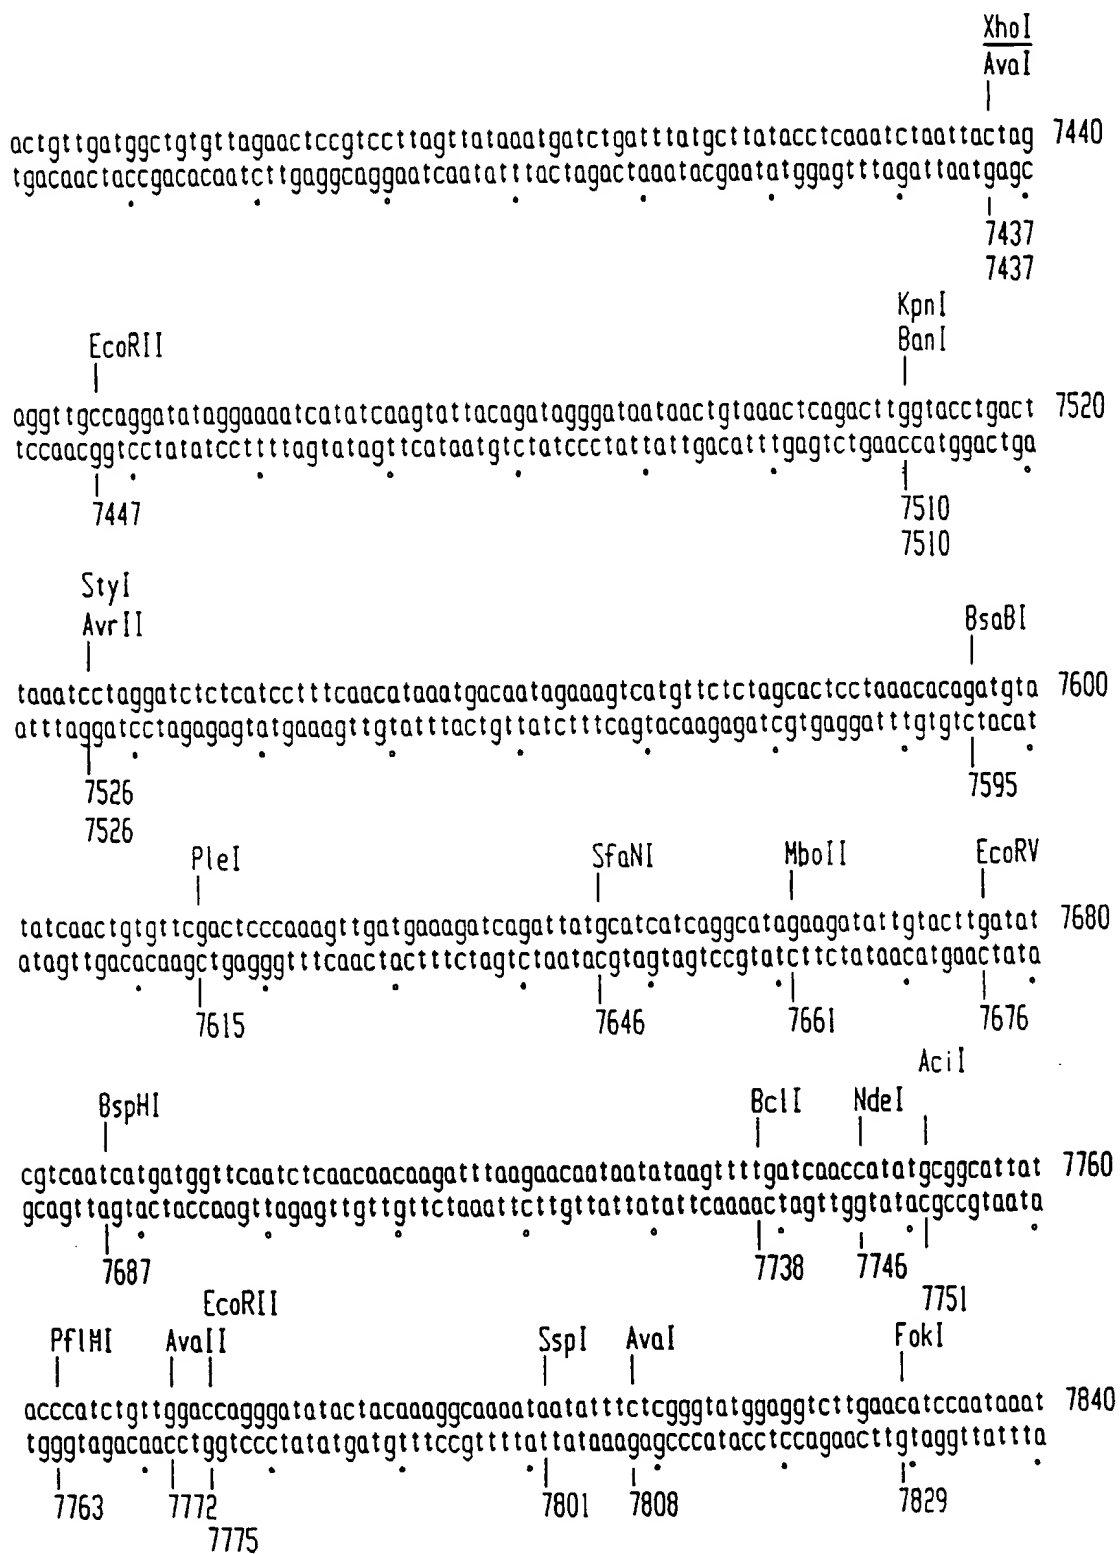 XhoI
AvaI
actgttgatggctgtgttagaactccgtccttagttataaatgatctgatttatgcttatacctcaaatctaattactag 7440
tgacaactaccgacacaatcttgaggcaggaatcaatatttactagactaaatacgaatatggagtttagattaatgagc
7437
7437
KpnI
EcoRII BanI
aggttgccaggatataggaaaatcatatcaagtattacagatagggataataactgtaaactcagacttggtacctgact 7520
tccaacggtcctatatccttttagtatagttcataatgtctatccctattattgacatttgagtctgaaccatggactga
7447 7510
7510
StyI
AvrII BsaBI
taaatcctaggatctctcatcctttcaacataaatgacaatagaaagtcatgttctctagcactcctaaacacagatgta 7600
atttaggatcctagagagtatgaaagttgtatttactgttatctttcagtacaagagatcgtgaggatttgtgtctacat
7526 7595
7526
PleI SfaNI MboII EcoRV
tatcaactgtgttcgactcccaaagttgatgaaagatcagattatgcatcatcaggcatagaagatattgtacttgatat 7680
atagttgacacaagctgagggtttcaactactttctagtctaatacgtagtagtccgtatcttctataacatgaactata
7615 7646 7661 7676
AciI
BspHI BclI NdeI
cgtcaatcatgatggttcaatctcaacaacaagatttaagaacaataatataagttttgatcaaccatatgcggcattat 7760
gcagttagtactaccaagttagagttgttgttctaaattcttgttattatattcaaaactagttggtatacgccgtaata
7687 7738 7746
7751
EcoRII
PflMI AvaII SspI AvaI FokI
acccatctgttggaccagggatatactacaaaggcaaaataatatttctcgggtatggaggtcttgaacatccaataaat 7840
tgggtagacaacctggtccctatatgatgtttccgttttattataaagagcccatacctccagaacttgtaggttattta
7763 7772 7801 7808 7829
7775